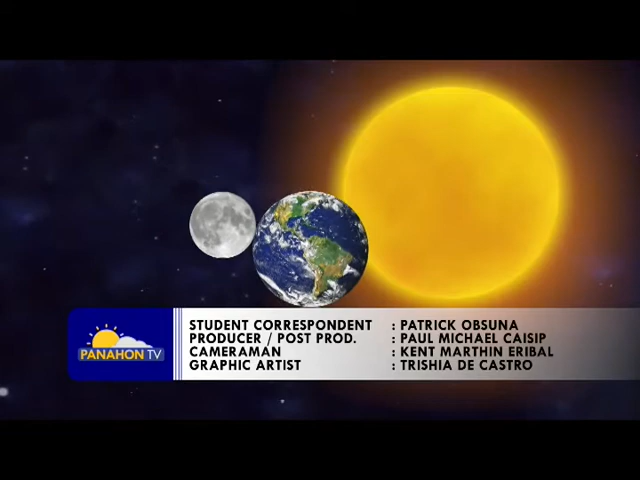 PANAHON TV
STUDENT CORRESPONDENT : PATRICK OBSUNA
PRODUCER / POST PROD. : PAUL MICHAEL CAISIP
CAMERAMAN : KENT MARTHIN ERIBAL
GRAPHIC ARTIST : TRISHIA DE CASTRO